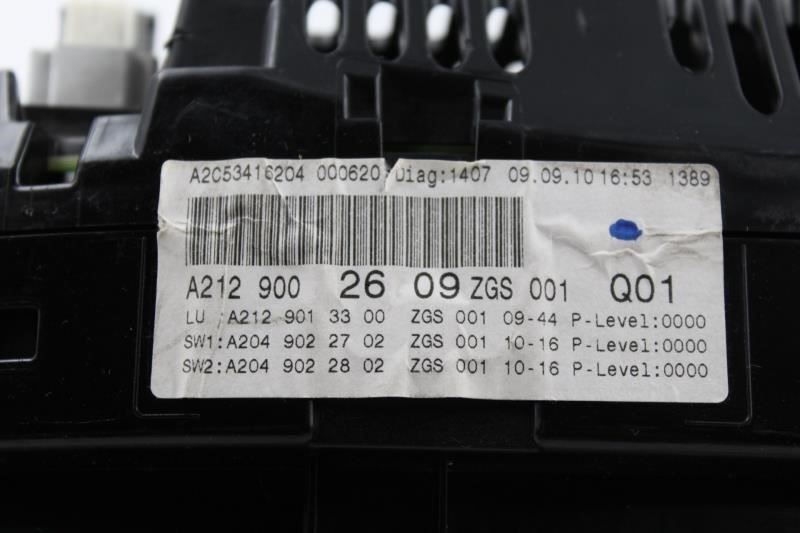 A2C53416204 000620 Diag:1407 09.09.10 16:53 1389
A212 900 26 09 ZGS 001 Q01
LU :A212 901 33 00 ZGS 001 09-44 P-Level:0000
SW1:A204 902 27 02 ZGS 001 10-16 P-Level:0000
SW2:A204 902 28 02 ZGS 001 10-16 P-Level:0000